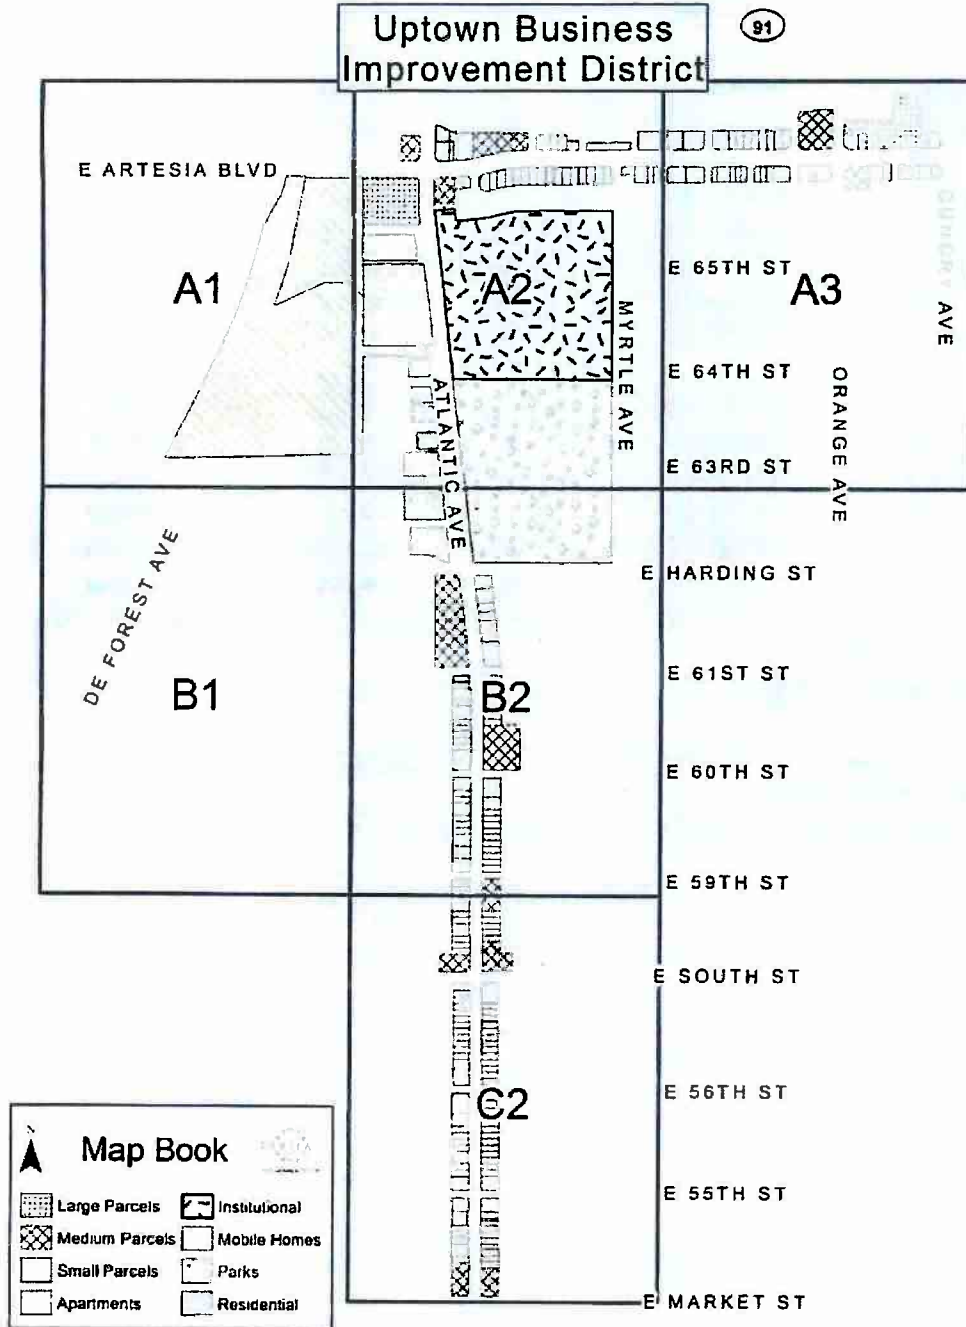 Uptown Business
Improvement District
91
E ARTESIA BLVD
A1
A2
A3
E 65TH ST
MYRTLE AVE
AVE
E 64TH ST
ORANGE AVE
ATLANTIC AVE
E 63RD ST
DE FOREST AVE
E HARDING ST
B1
B2
E 61ST ST
E 60TH ST
E 59TH ST
E SOUTH ST
C2
E 56TH ST
E 55TH ST
E MARKET ST
N
Map Book
Large Parcels
Institutional
Medium Parcels
Mobile Homes
Small Parcels
Parks
Apartments
Residential